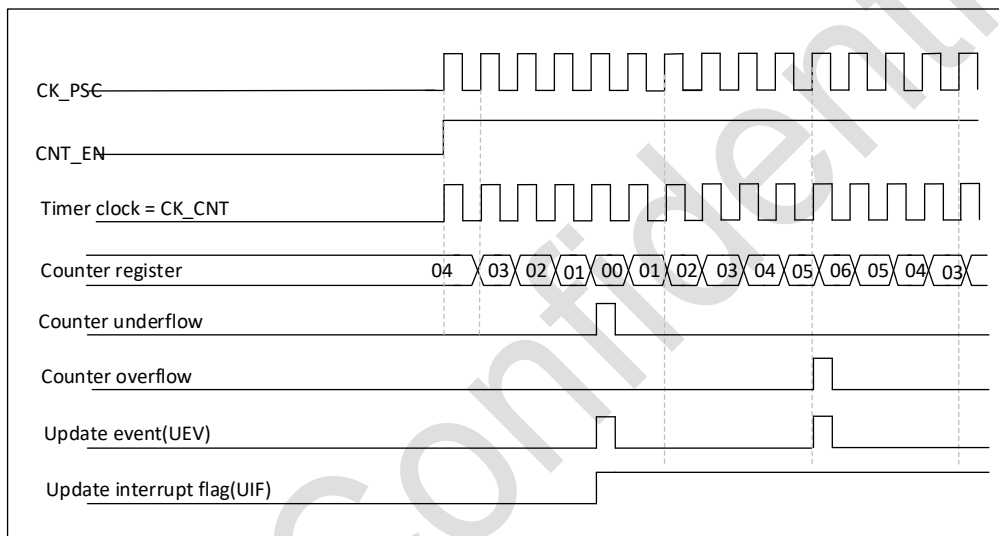 CK_PSC
CNT_EN
Timer clock = CK_CNT
Counter register 04 03 02 01 00 01 02 03 04 05 06 05 04 03
Counter underflow
Counter overflow
Update event(UEV)
Update interrupt flag(UIF)
Confidenti